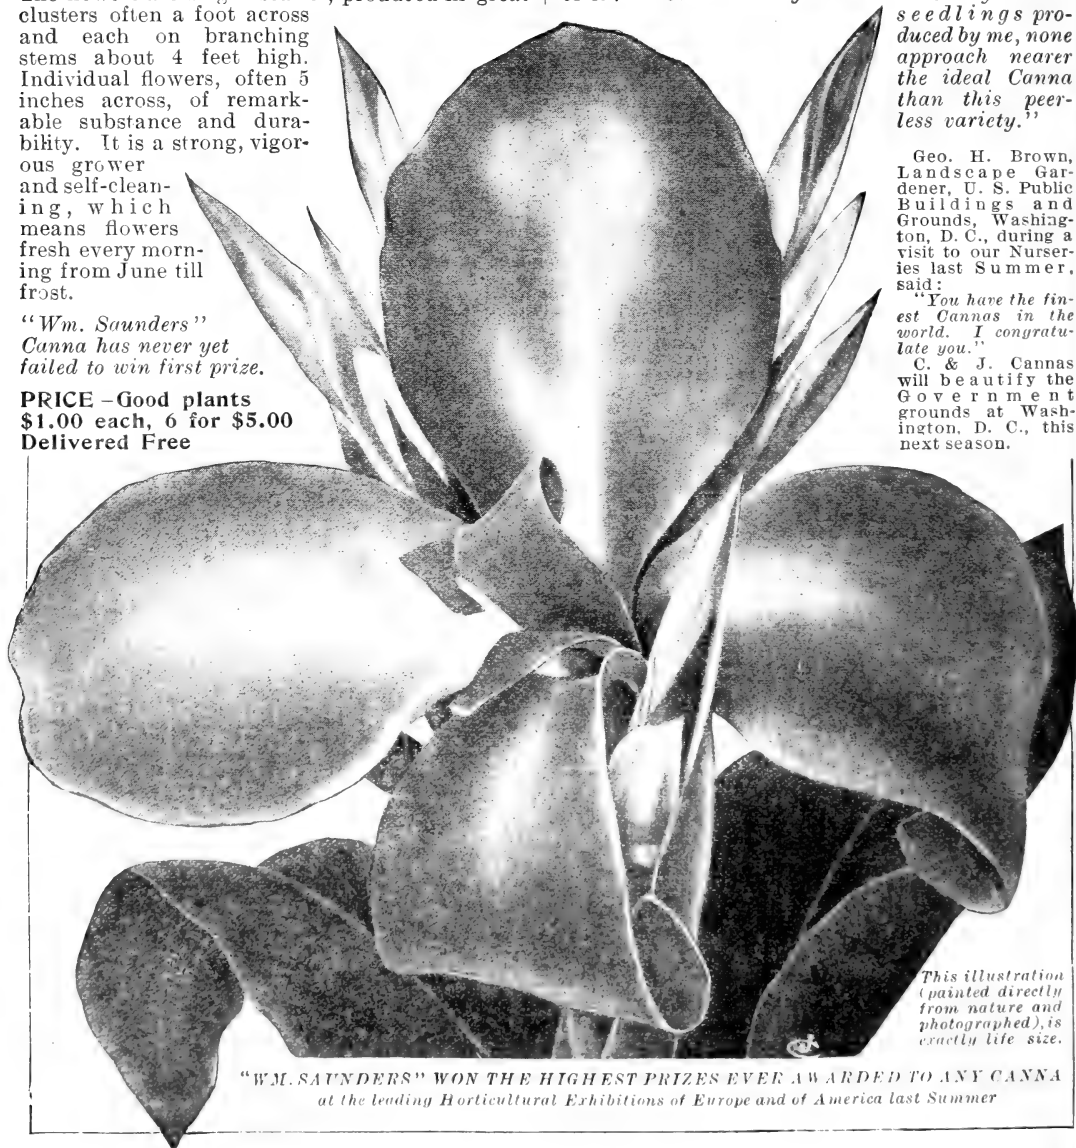 clusters often a foot across
and each on branching
stems about 4 feet high.
Individual flowers, often 5
inches across, of remark-
able substance and dura-
bility. It is a strong, vigor-
ous grower
and self-clean-
ing, which
means flowers
fresh every morn-
ing from June till
frost.
"Wm. Saunders"
Canna has never yet
failed to win first prize.
PRICE – Good plants
$1.00 each, 6 for $5.00
Delivered Free
seedlings pro-
duced by me, none
approach nearer
the ideal Canna
than this peer-
less variety."
Geo. H. Brown,
Landscape Gar-
dener, U. S. Public
Buildings and
Grounds, Washing-
ton, D. C., during a
visit to our Nurser-
ies last Summer,
said:
"You have the fin-
est Cannas in the
world. I congratu-
late you."
C. & J. Cannas
will beautify the
Government
grounds at Wash-
ington, D. C., this
next season.
This illustration
(painted directly
from nature and
photographed), is
exactly life size.
"WM. SAUNDERS" WON THE HIGHEST PRIZES EVER AWARDED TO ANY CANNA
at the leading Horticultural Exhibitions of Europe and of America last Summer